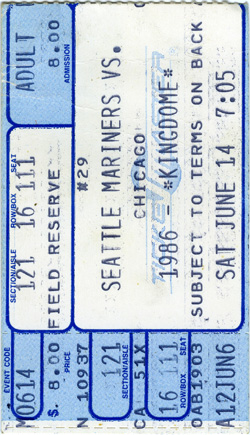 EVENT CODE SECTION/AISLE ROW/BOX SEAT
M0614 121 16 111 ADULT
$ 8.00 FIELD RESERVE 8.00
PRICE ADMISSION
N 10937 #29
SECTION/AISLE
121 SEATTLE MARINERS VS.
CA 51X CHICAGO
16 111 1986 -*KINGDOME*
ROW/BOX SEAT
SUBJECT TO TERMS ON BACK
A12JUN6 SAT JUNE 14 7:05